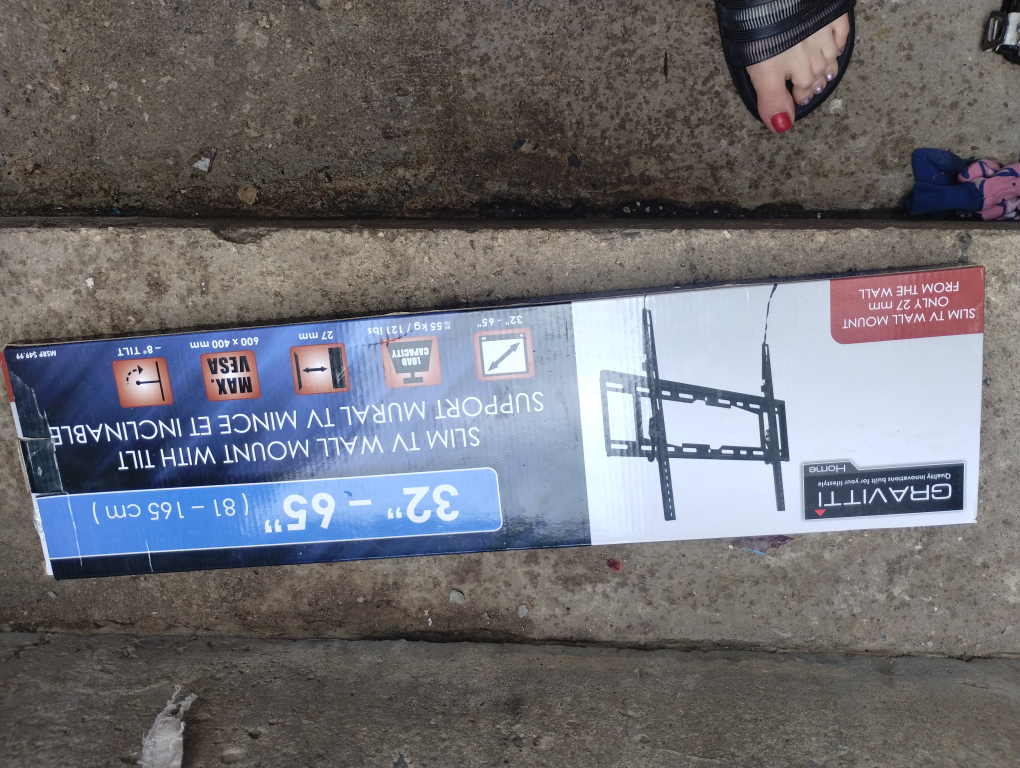 GRAVITTI
Quality innovations built for your lifestyle
Home
SLIM TV WALL MOUNT
ONLY 27 mm
FROM THE WALL
32" – 65" ( 81 – 165 cm )
SLIM TV WALL MOUNT WITH TILT
SUPPORT MURAL TV MINCE ET INCLINABLE
32" - 65"
LOAD
CAPACITY
55 kg / 121 lbs
27 mm
MAX.
VESA
600 x 400 mm
– 8° TILT
MSRP $49.99